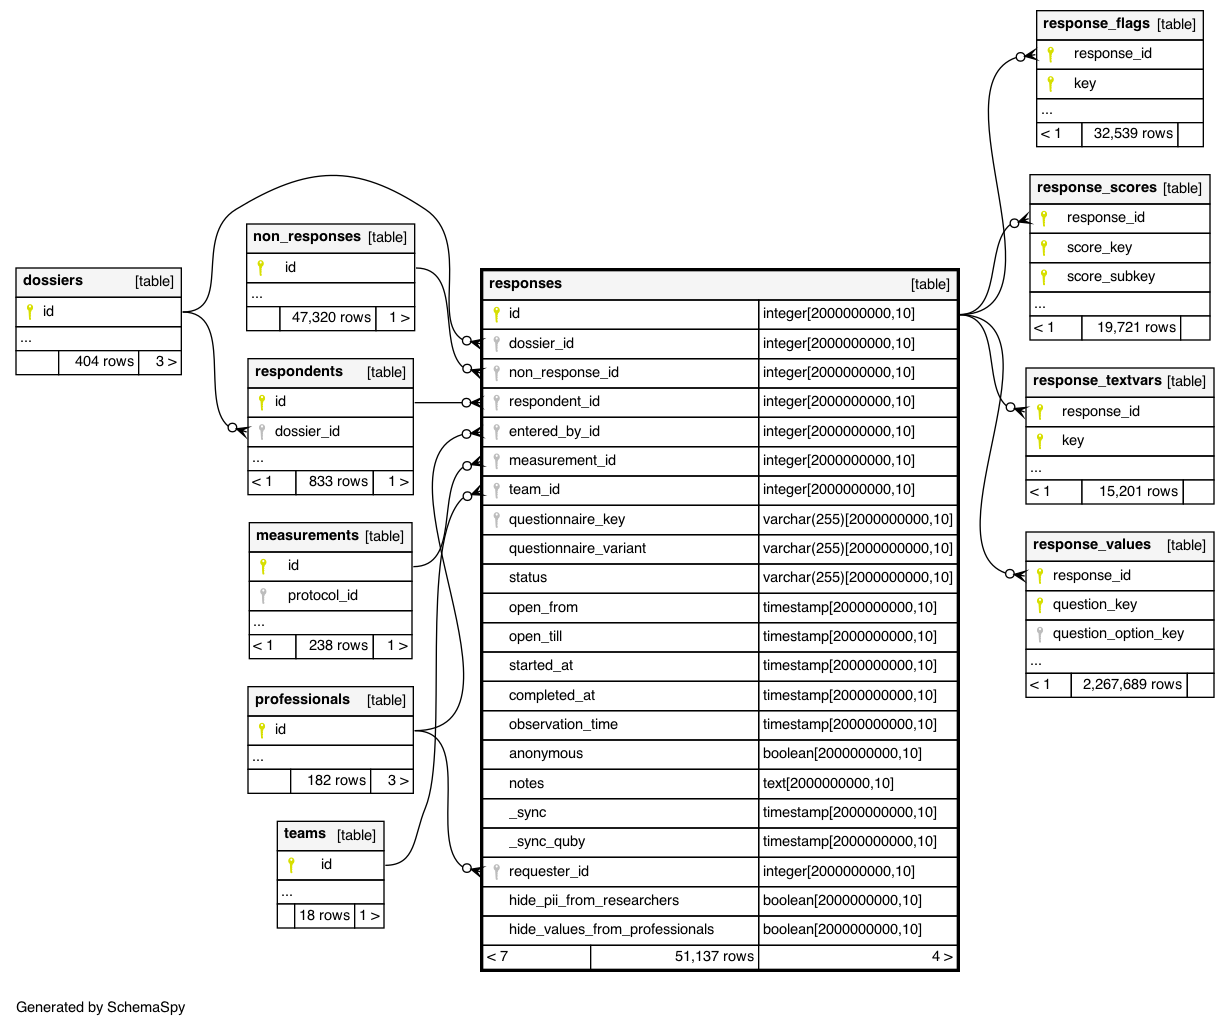 response_flags [table]
response_id
key
...
< 1 32,539 rows
response_scores [table]
response_id
score_key
score_subkey
...
< 1 19,721 rows
non_responses [table]
id
...
47,320 rows 1 >
dossiers [table]
id
...
404 rows 3 >
respondents [table]
id
dossier_id
...
< 1 833 rows 1 >
measurements [table]
id
protocol_id
...
< 1 238 rows 1 >
professionals [table]
id
...
182 rows 3 >
teams [table]
id
...
18 rows 1 >
responses [table]
id integer[2000000000,10]
dossier_id integer[2000000000,10]
non_response_id integer[2000000000,10]
respondent_id integer[2000000000,10]
entered_by_id integer[2000000000,10]
measurement_id integer[2000000000,10]
team_id integer[2000000000,10]
questionnaire_key varchar(255)[2000000000,10]
questionnaire_variant varchar(255)[2000000000,10]
status varchar(255)[2000000000,10]
open_from timestamp[2000000000,10]
open_till timestamp[2000000000,10]
started_at timestamp[2000000000,10]
completed_at timestamp[2000000000,10]
observation_time timestamp[2000000000,10]
anonymous boolean[2000000000,10]
notes text[2000000000,10]
_sync timestamp[2000000000,10]
_sync_quby timestamp[2000000000,10]
requester_id integer[2000000000,10]
hide_pii_from_researchers boolean[2000000000,10]
hide_values_from_professionals boolean[2000000000,10]
< 7 51,137 rows 4 >
response_textvars [table]
response_id
key
...
< 1 15,201 rows
response_values [table]
response_id
question_key
question_option_key
...
< 1 2,267,689 rows
Generated by SchemaSpy